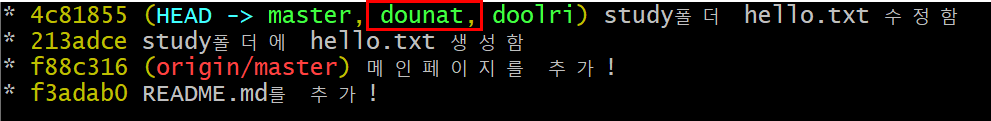 * 4c81855 (HEAD -> master, dounat, doolri) study폴더 hello.txt 수정함
* 213adce study폴더에 hello.txt 생성함
* f88c316 (origin/master) 메인페이지를 추가!
* f3adab0 README.md를 추가!